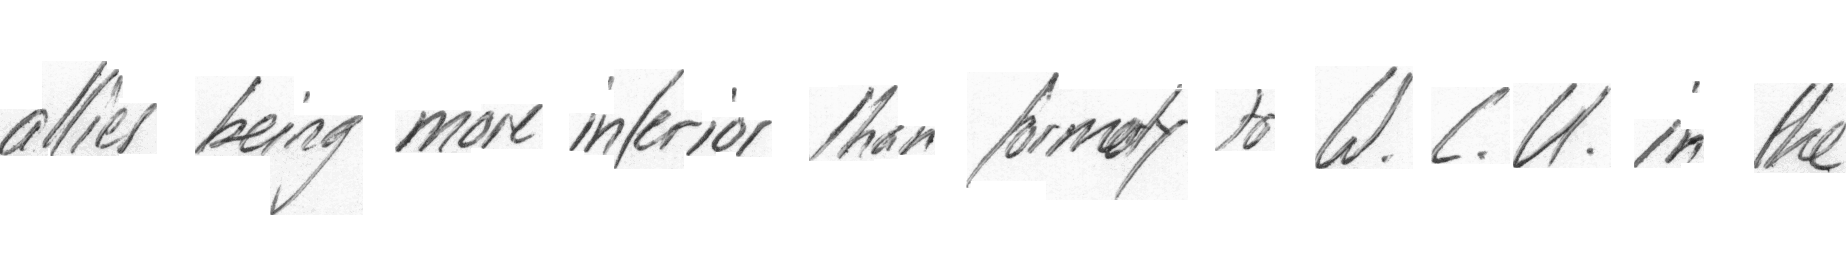 allies being more inferior than formerly to W. C. U. in the